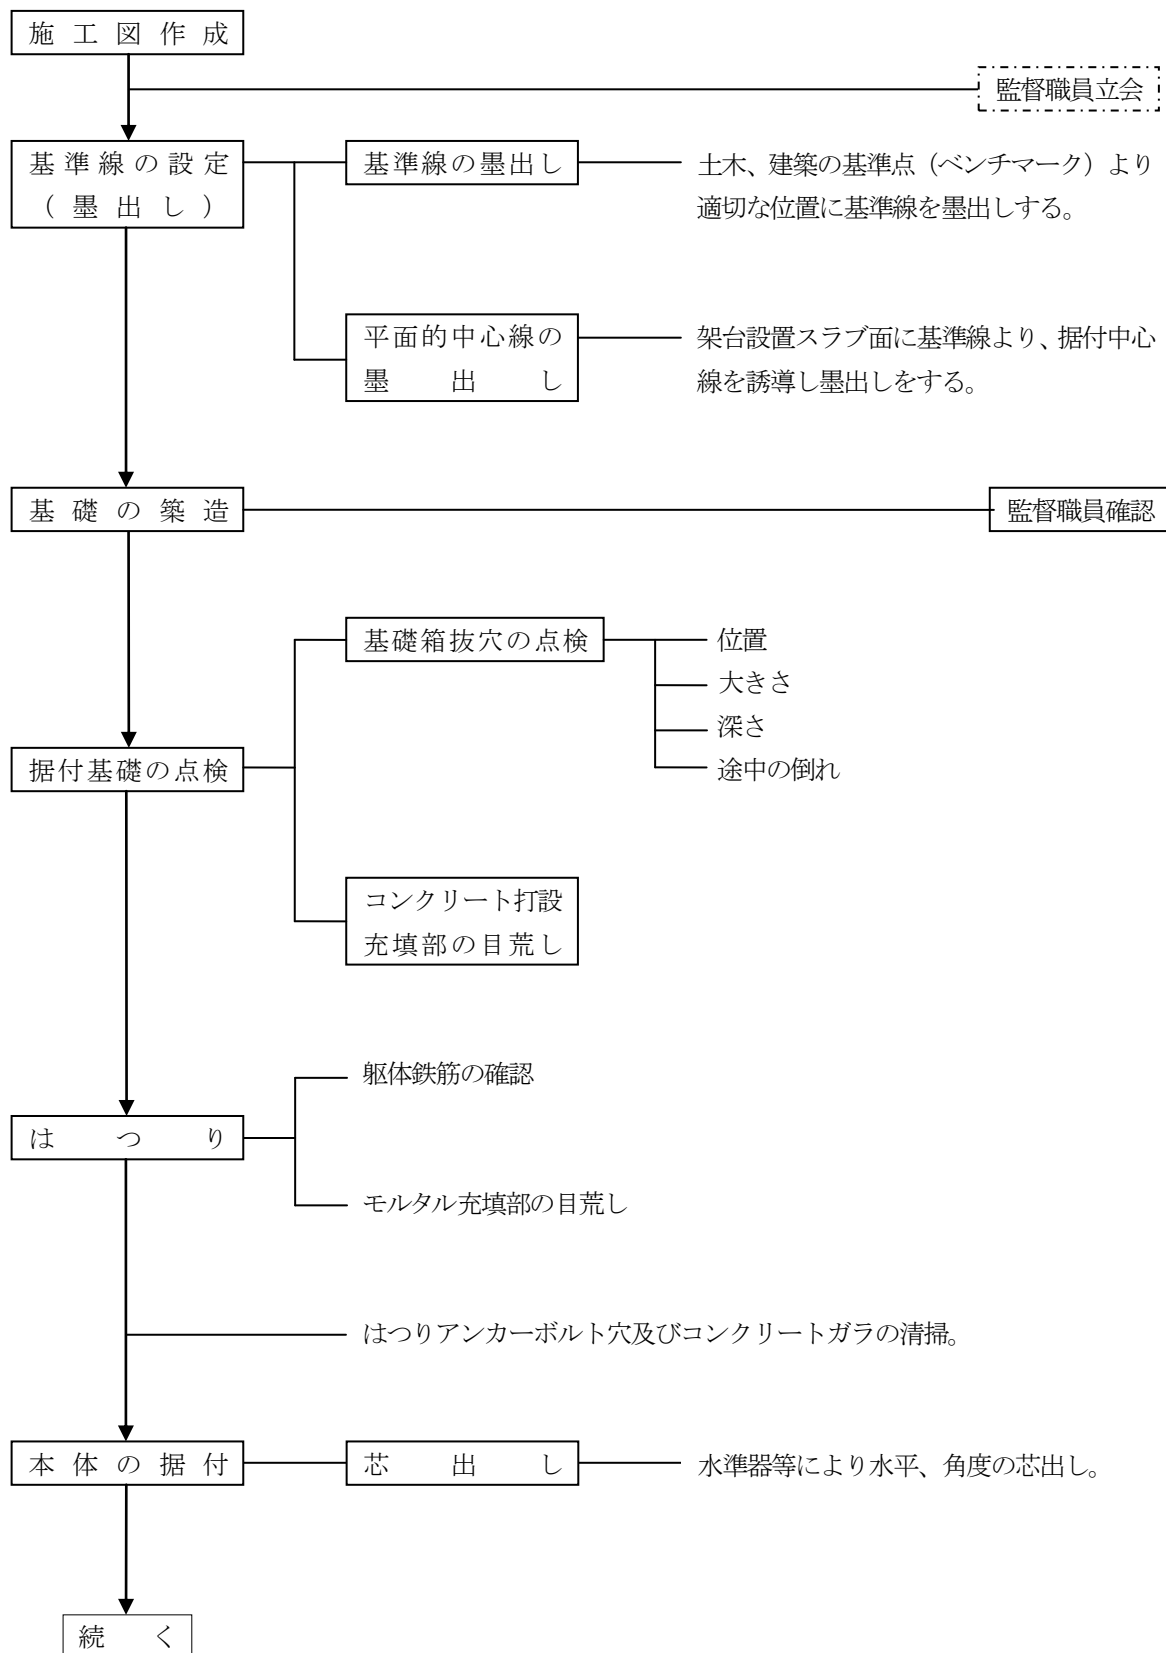 施工図作成
監督職員立会
基準線の設定
（墨出し）
基準線の墨出し
土木、建築の基準点（ベンチマーク）より
適切な位置に基準線を墨出しする。
平面的中心線の
墨出し
架台設置スラブ面に基準線より、据付中心
線を誘導し墨出しをする。
基礎の築造
監督職員確認
基礎箱抜穴の点検
位置
大きさ
深さ
途中の倒れ
据付基礎の点検
コンクリート打設
充填部の目荒し
躯体鉄筋の確認
はつり
モルタル充填部の目荒し
はつりアンカーボルト穴及びコンクリートガラの清掃。
本体の据付
芯出し
水準器等により水平、角度の芯出し。
続く